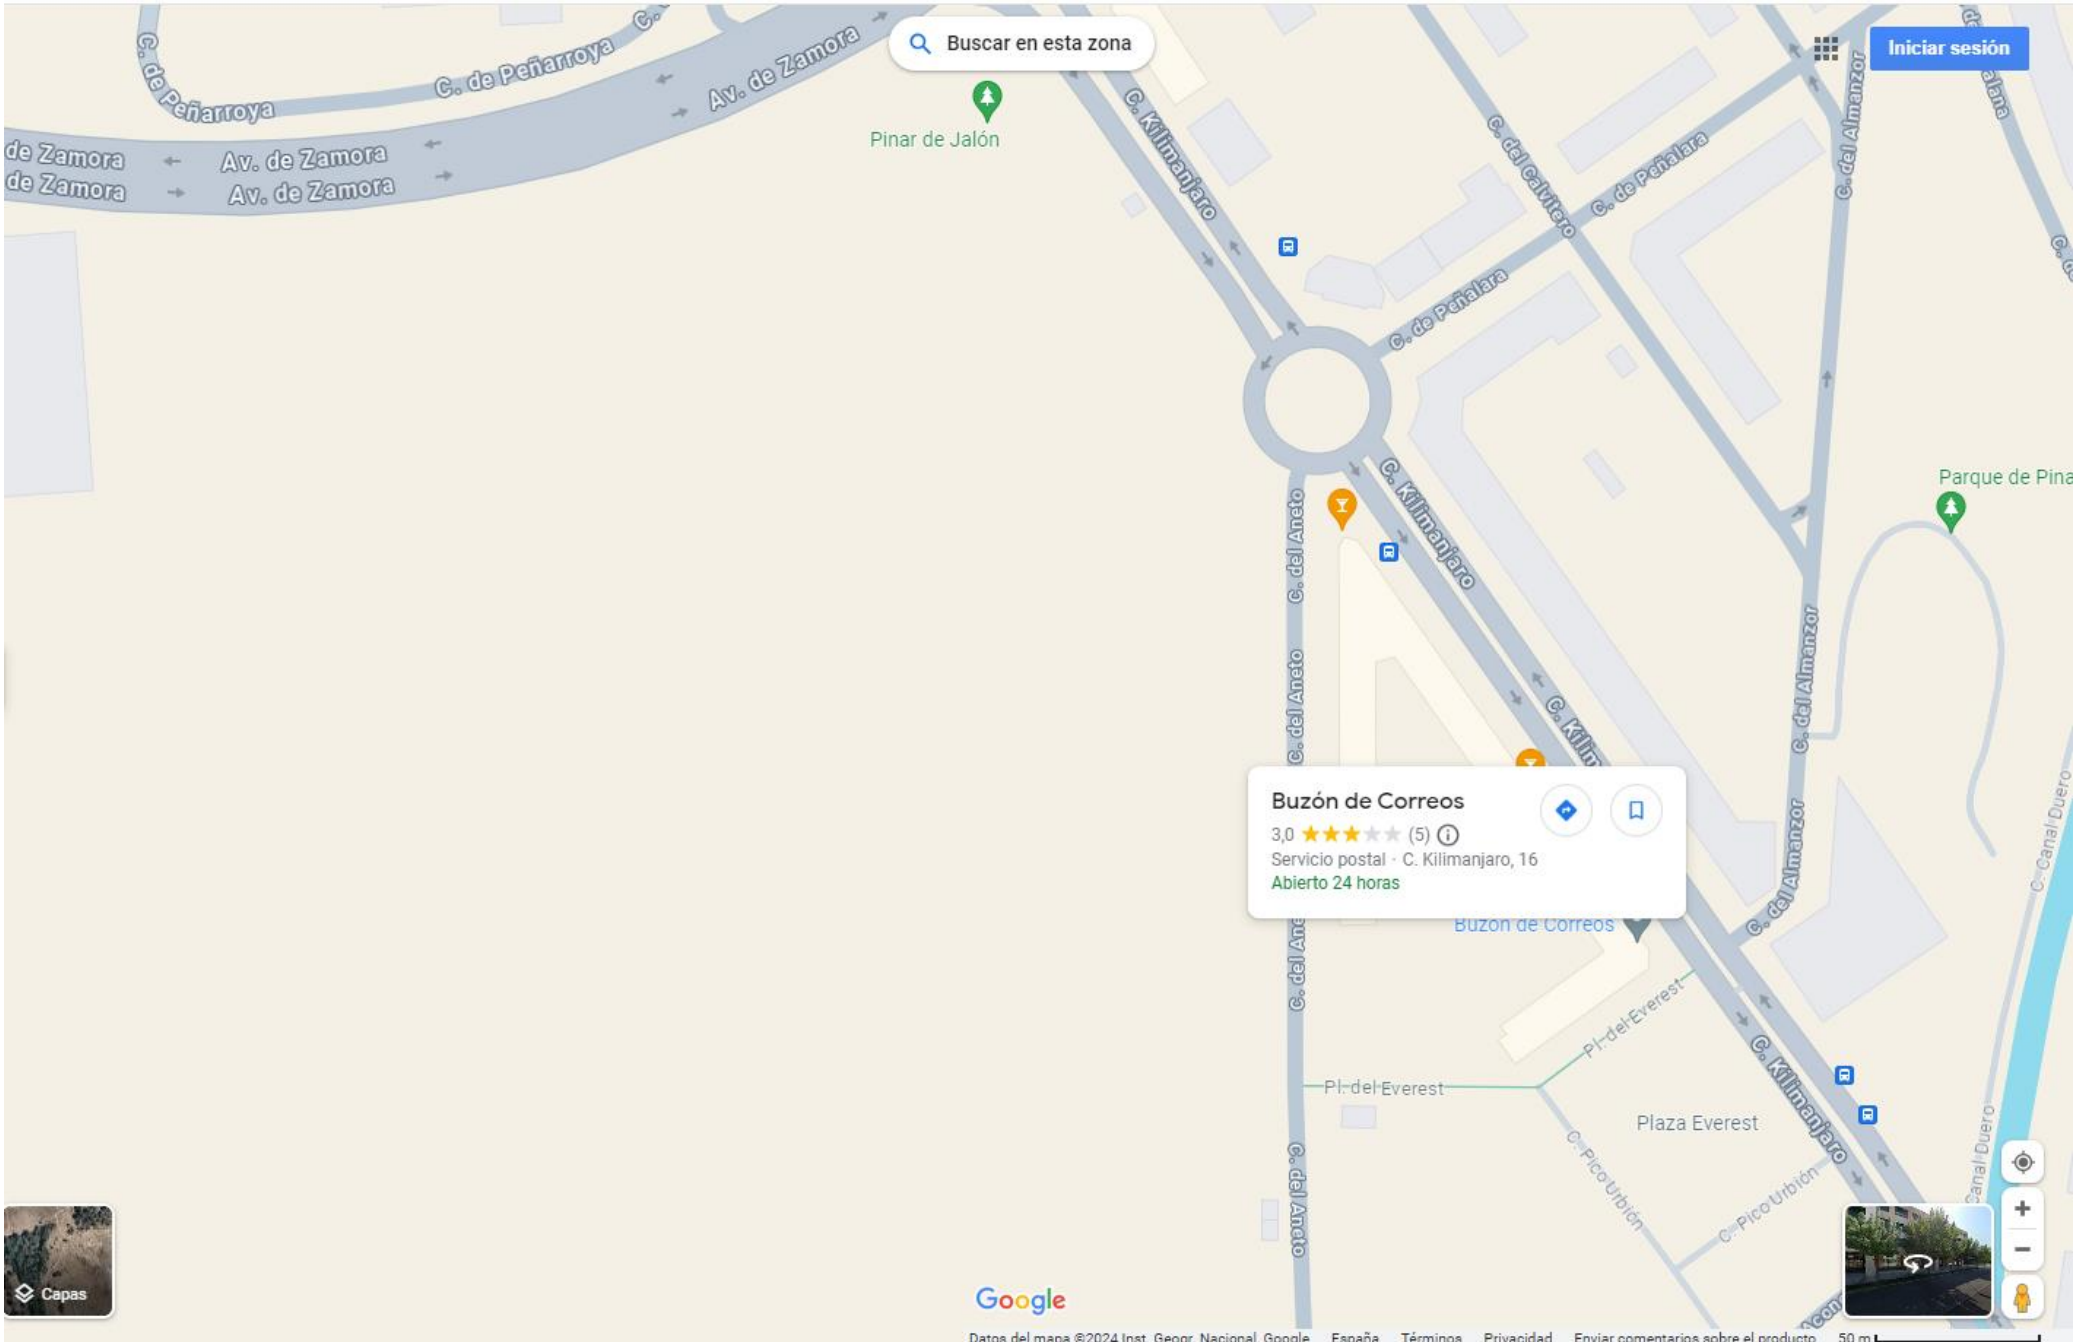 C. de Peñarroya
C. de Peñarroya
Av. de Zamora
Buscar en esta zona
Iniciar sesión
Pinar de Jalón
de Zamora
de Zamora
Av. de Zamora
Av. de Zamora
C. Kilimanjaro
C. del Calvitero
C. de Peñalara
C. de Peñalara
C. del Almanzor
Parque de Pina
C. Kilimanjaro
C. del Aneto
C. del Aneto
C. del Almanzor
C. Kilim
Buzón de Correos
3,0 (5)
Servicio postal · C. Kilimanjaro, 16
Abierto 24 horas
Buzón de Correos
C. del Almanzor
C. Canal Duero
C. del Ane
Pl. del Everest
Pl. del Everest
Plaza Everest
C. Kilimanjaro
C. Pico Urbión
C. Pico Urbión
Canal Duero
C. del Aneto
Capas
Google
Datos del mapa ©2024 Inst. Geogr. Nacional, Google España Términos Privacidad Enviar comentarios sobre el producto 50 m